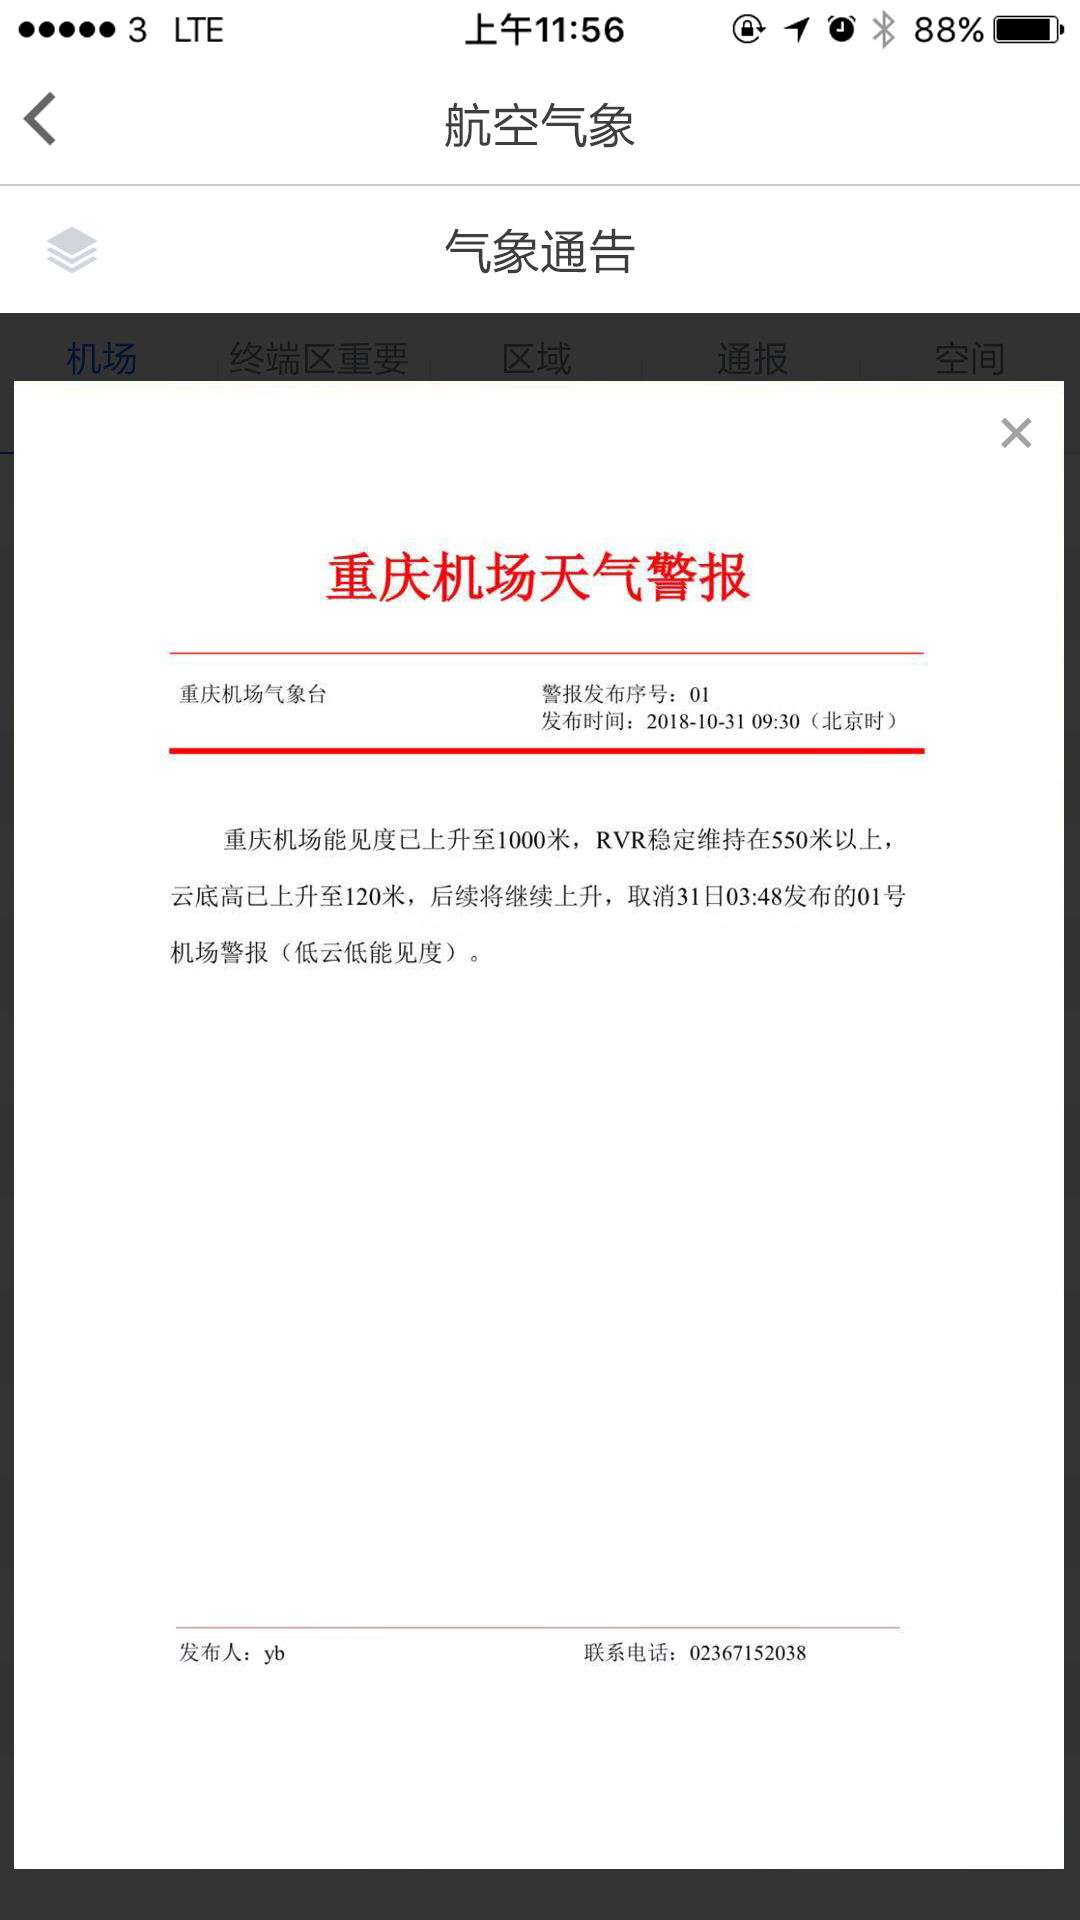 3 LTE 上午11:56 88%
航空气象
气象通告
机场 终端区重要 区域 通报 空间
重庆机场天气警报
重庆机场气象台 警报发布序号：01
发布时间：2018-10-31 09:30（北京时）
重庆机场能见度已上升至1000米，RVR稳定维持在550米以上，
云底高已上升至120米，后续将继续上升，取消31日03:48发布的01号
机场警报（低云低能见度）。
发布人：yb 联系电话：02367152038